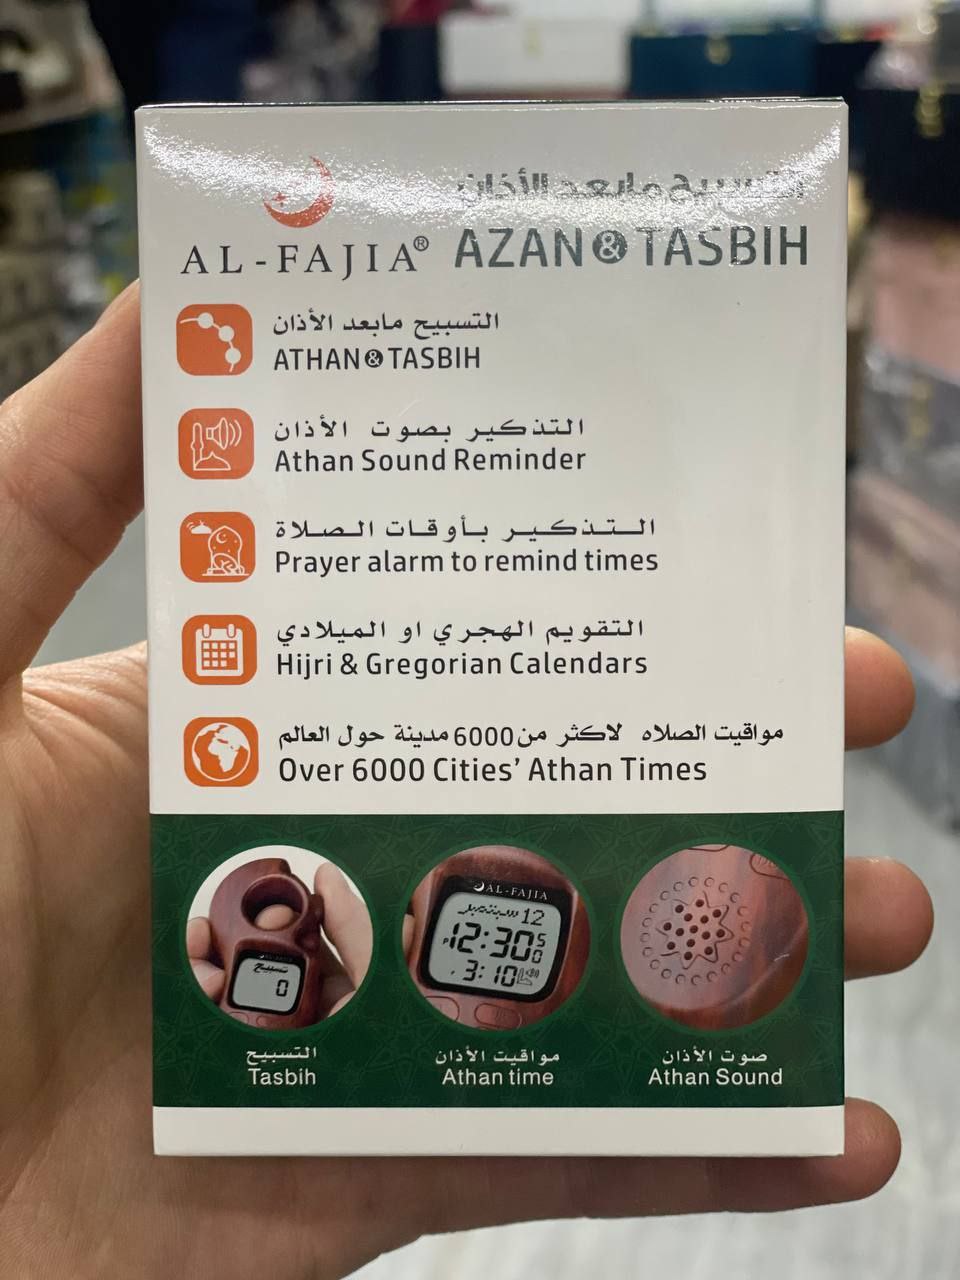 التسبيح مابعد الأذان
AL-FAJIA®
AZAN & TASBIH
التسبيح مابعد الأذان
ATHAN & TASBIH
التذكير بصوت الأذان
Athan Sound Reminder
التذكير بأوقات الصلاة
Prayer alarm to remind times
التقويم الهجري او الميلادي
Hijri & Gregorian Calendars
مواقيت الصلاه لاكثر من 6000 مدينة حول العالم
Over 6000 Cities' Athan Times
تسبيح
0
AL-FAJIA
12
12:30 50
3:10
التسبيح
Tasbih
مواقيت الأذان
Athan time
صوت الأذان
Athan Sound